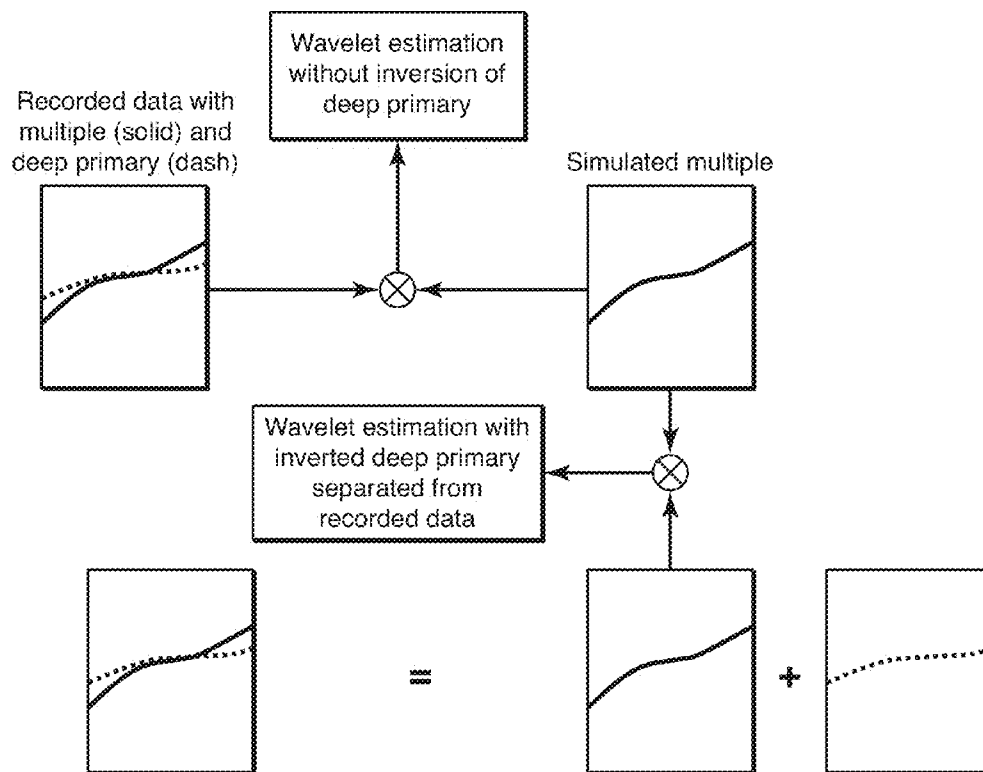 Wavelet estimation
without inversion of
deep primary
Recorded data with
multiple (solid) and
deep primary (dash)
Simulated multiple
Wavelet estimation with
inverted deep primary
separated from
recorded data
=
+